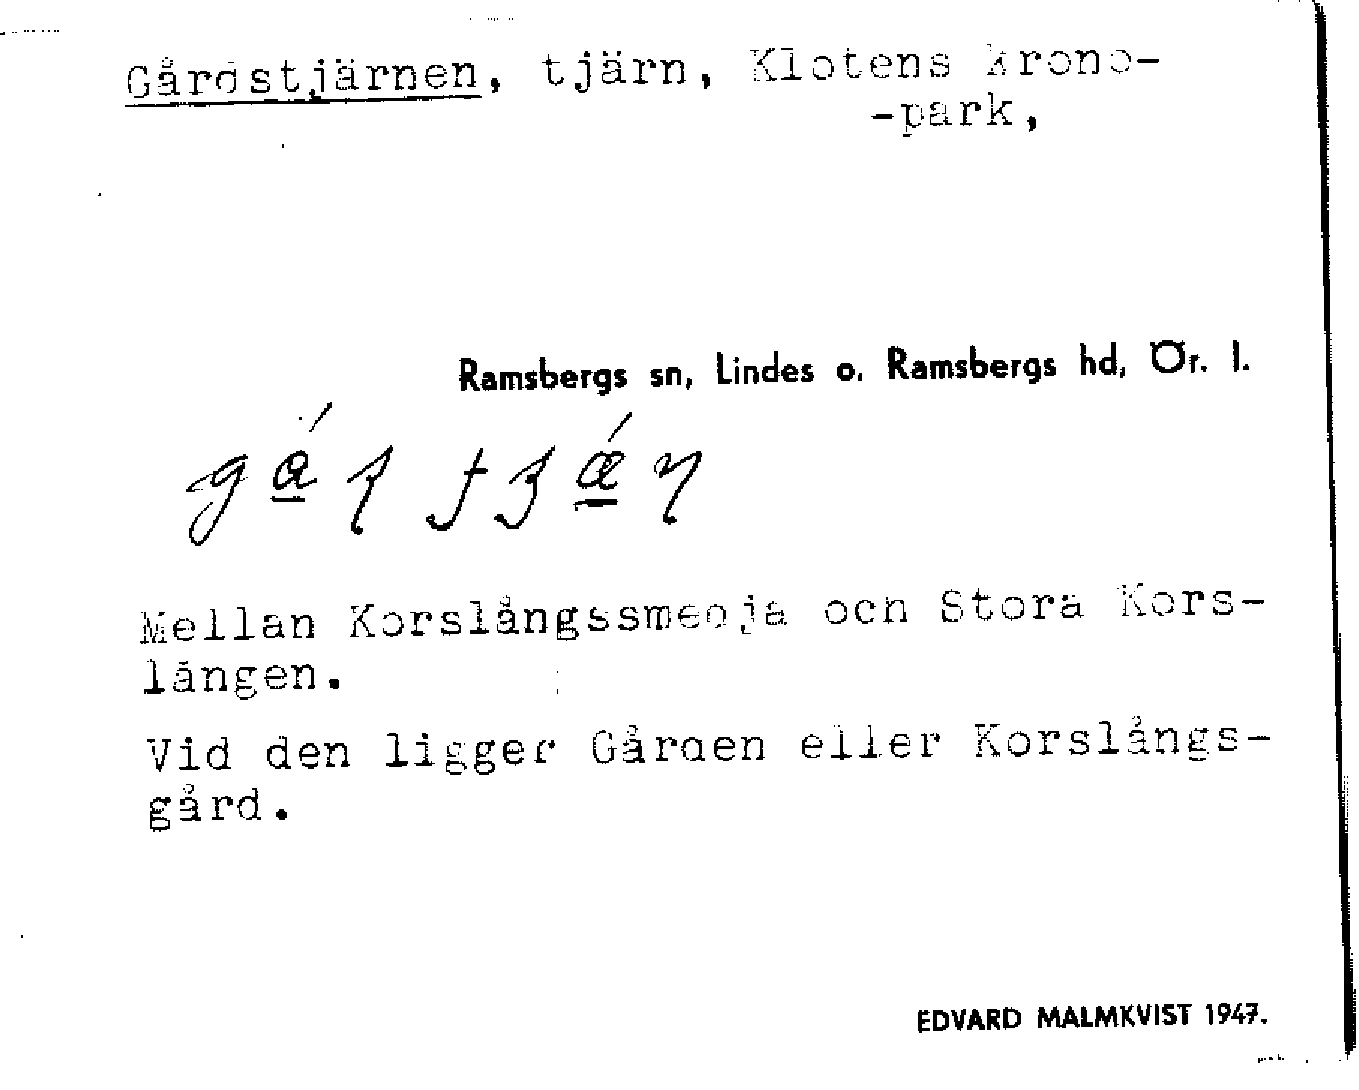 Gårdstjärnen, tjärn, Klotens krono-
-park,
Ramsbergs sn, Lindes o. Ramsbergs hd, Ör. l.
Mellan Korslångssmedja och Stora Kors-
lången.
Vid den ligger Gården eller Korslångs-
gård.
EDVARD MALMKVIST 1947.